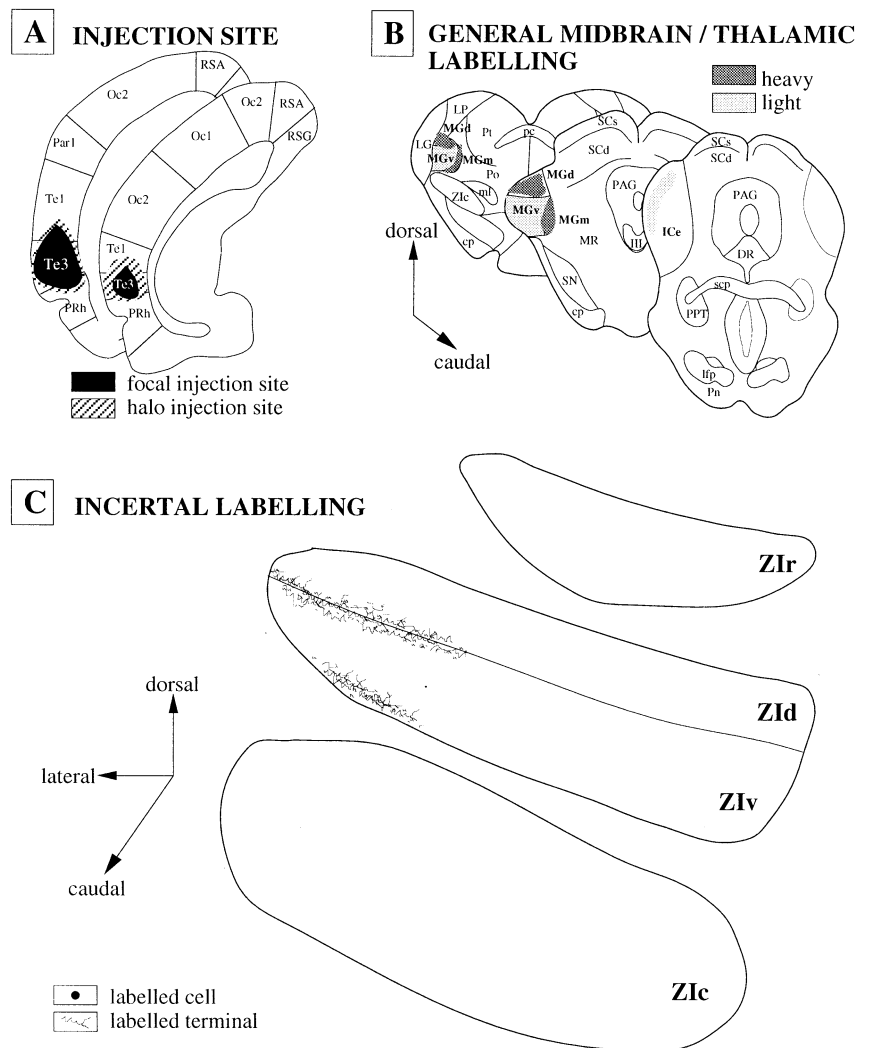 A
INJECTION SITE
RSA
Oc2
Oc2
RSA
Oc1
RSG
Par1
Te1
Oc2
Te3
Te1
Te3
PRh
PRh
focal injection site
halo injection site
B
GENERAL MIDBRAIN / THALAMIC
LABELLING
heavy
light
LP
MGd
Pt
pc
SCs
LG
MGv
MGm
SCd
SCs
SCd
Po
MGd
ZIc
ml
PAG
PAG
MGv
MGm
ICe
cp
MR
III
DR
SN
scp
cp
PPT
lfp
Pn
dorsal
caudal
C
INCERTAL LABELLING
ZIr
ZId
ZIv
ZIc
dorsal
lateral
caudal
labelled cell
labelled terminal